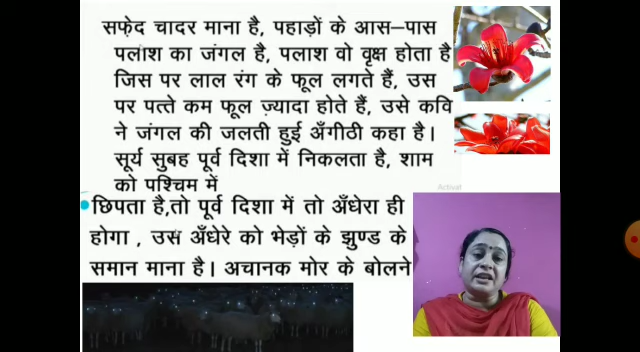 सफ़ेद चादर माना है, पहाड़ों के आस–पास
पलाश का जंगल है, पलाश वो वृक्ष होता है
जिस पर लाल रंग के फूल लगते हैं, उस
पर पत्ते कम फूल ज़्यादा होते हैं, उसे कवि
ने जंगल की जलती हुई अँगीठी कहा है।
सूर्य सुबह पूर्व दिशा में निकलता है, शाम
को पश्चिम में
Activat
छिपता है,तो पूर्व दिशा में तो अँधेरा ही
होगा , उस अँधेरे को भेड़ों के झुण्ड के
समान माना है। अचानक मोर के बोलने